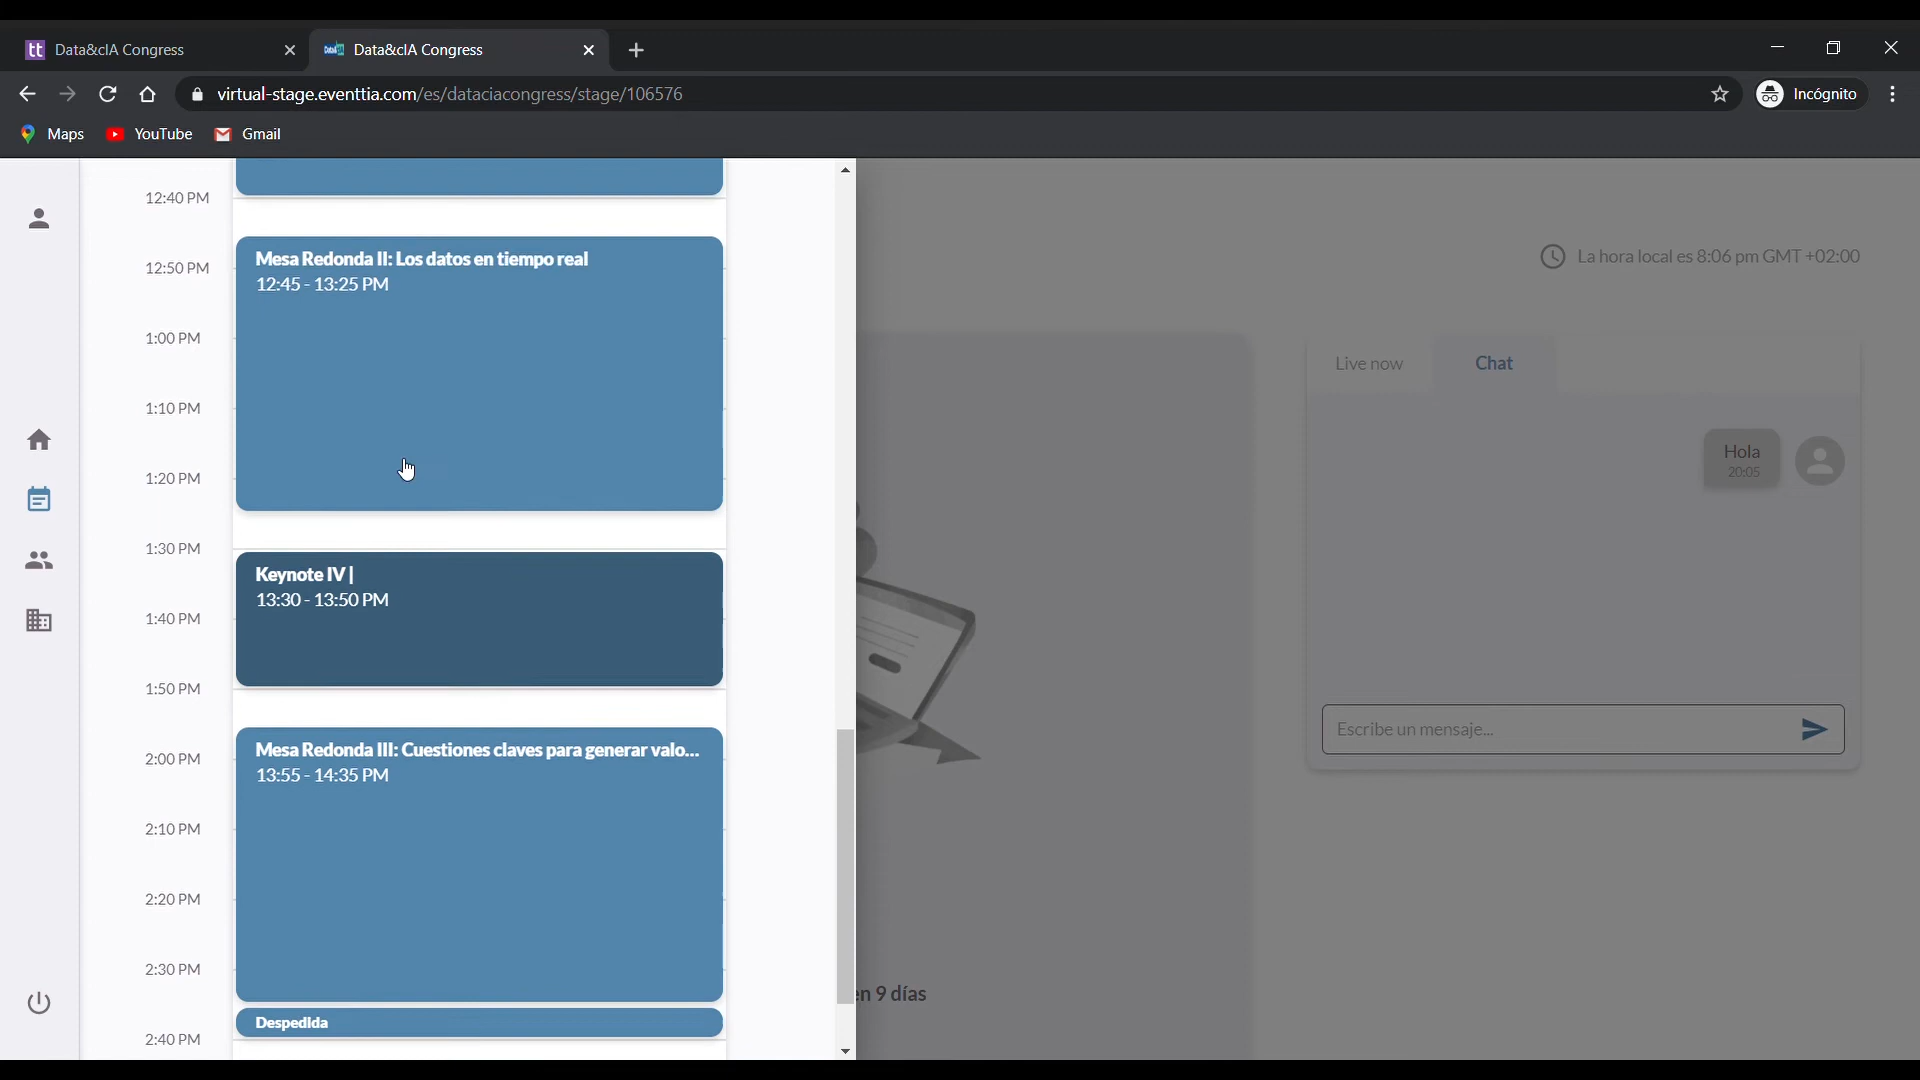 tt Data&cIA Congress
Data&cIA Congress
virtual-stage.eventtia.com/es/dataciacongress/stage/106576
Incógnito
Maps
YouTube
Gmail
12:40 PM
12:50 PM
1:00 PM
1:10 PM
1:20 PM
1:30 PM
1:40 PM
1:50 PM
2:00 PM
2:10 PM
2:20 PM
2:30 PM
2:40 PM
Mesa Redonda II: Los datos en tiempo real
12:45 - 13:25 PM
Keynote IV |
13:30 - 13:50 PM
Mesa Redonda III: Cuestiones claves para generar valo...
13:55 - 14:35 PM
Despedida
La hora local es 8:06 pm GMT +02:00
Live now
Chat
Hola
20:05
Escribe un mensaje...
en 9 días